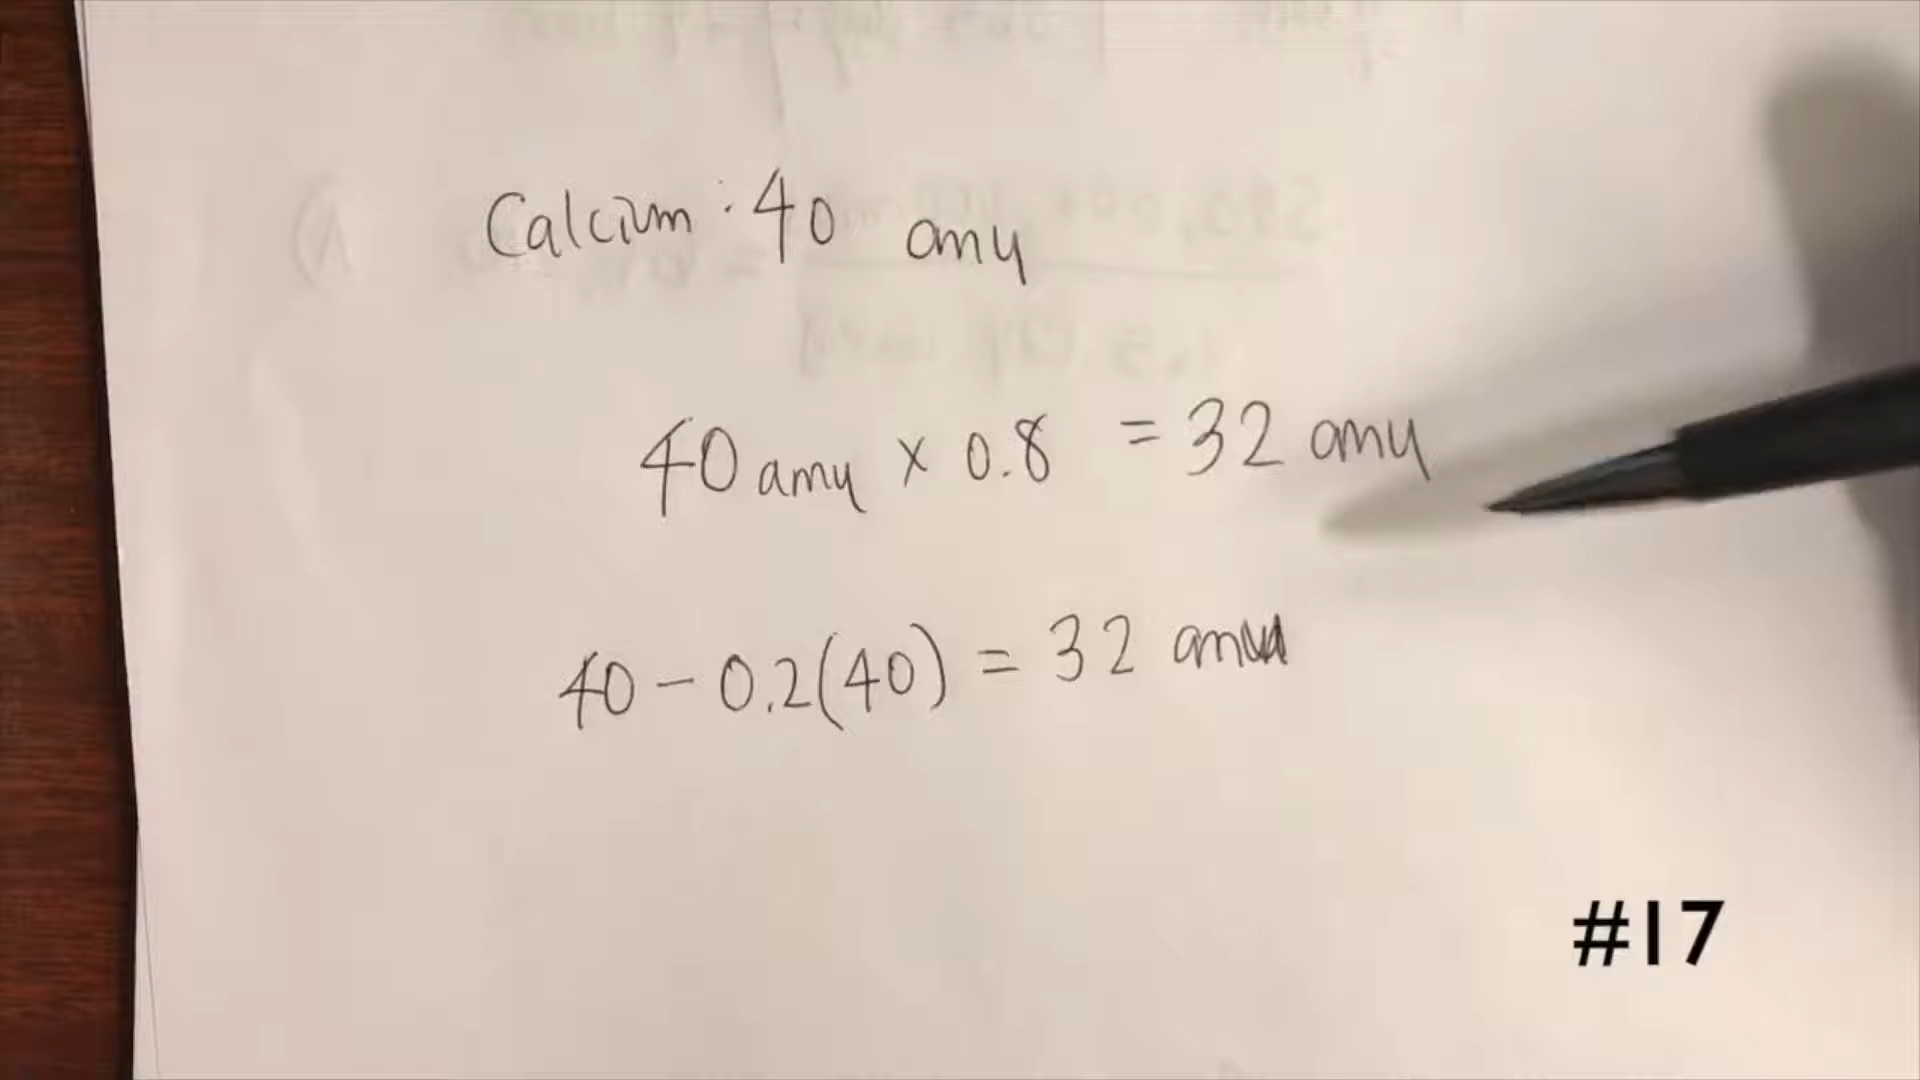 Calcium: 40 amu
40 amu x 0.8 = 32 amu
40 - 0.2(40) = 32 amu
#17